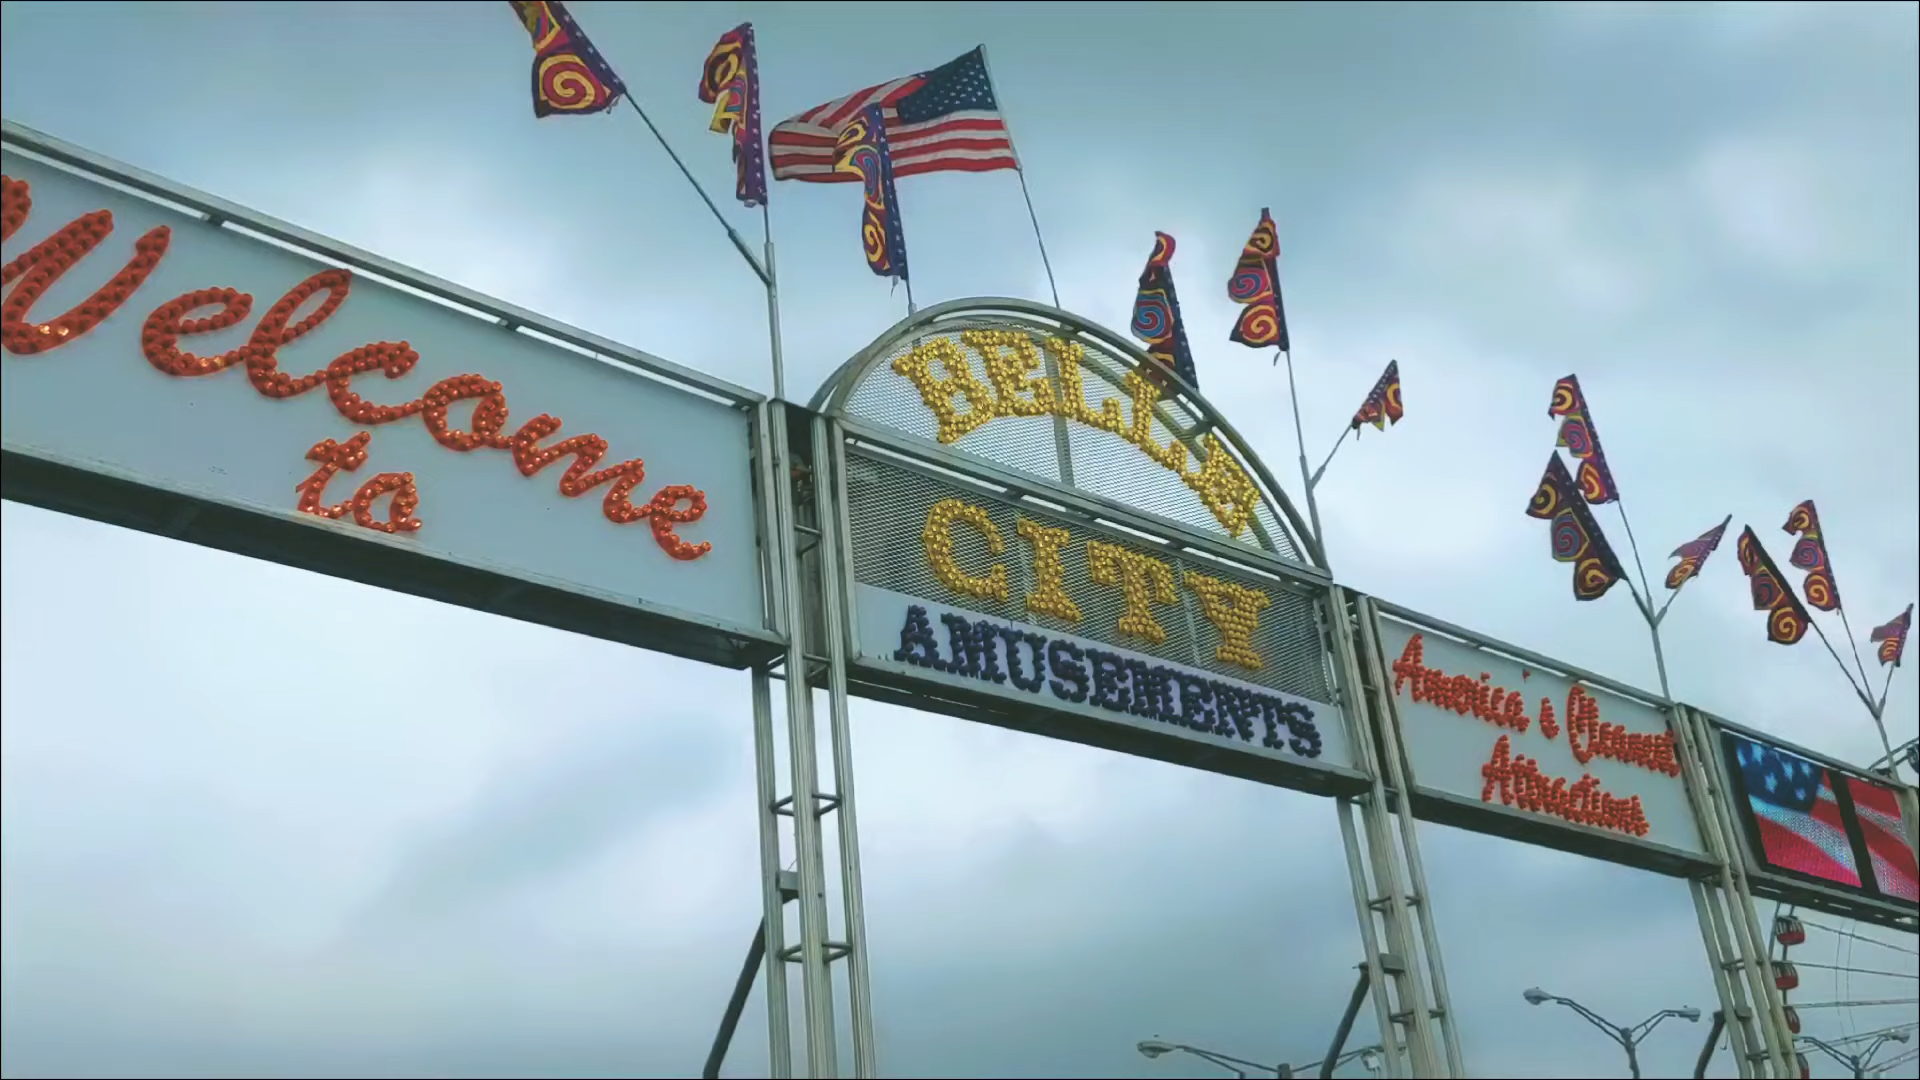 Welcome
to
BELLE
CITY
AMUSEMENTS
America's Cleanest
Attractions